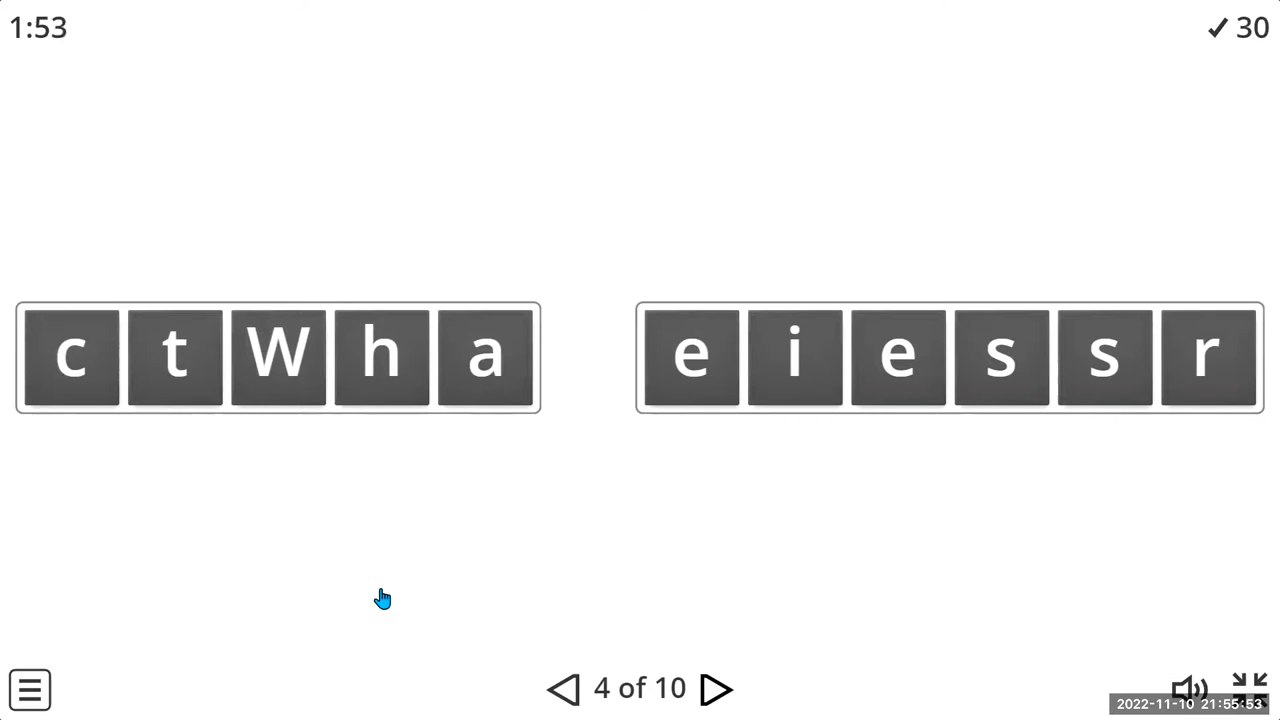 1:53
✓ 30
c t W h a e i e s s r
4 of 10
2022-11-10 21:55:53